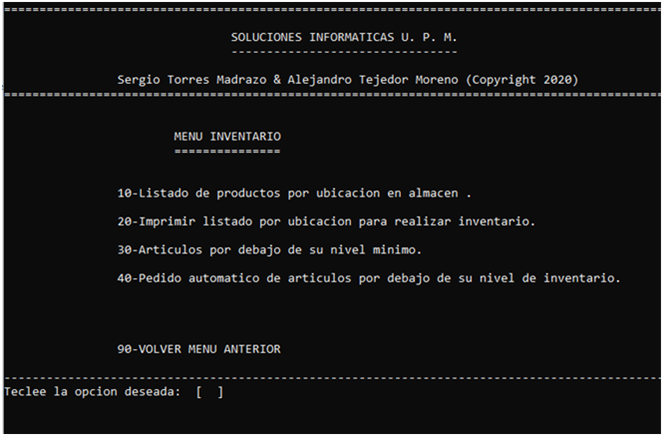 ==============================================================================================
SOLUCIONES INFORMATICAS U. P. M.
--------------------------------
Sergio Torres Madrazo & Alejandro Tejedor Moreno (Copyright 2020)
==============================================================================================
MENU INVENTARIO
===============
10-Listado de productos por ubicacion en almacen .
20-Imprimir listado por ubicacion para realizar inventario.
30-Articulos por debajo de su nivel minimo.
40-Pedido automatico de articulos por debajo de su nivel de inventario.
90-VOLVER MENU ANTERIOR
----------------------------------------------------------------------------------------------
Teclee la opcion deseada:  [  ]